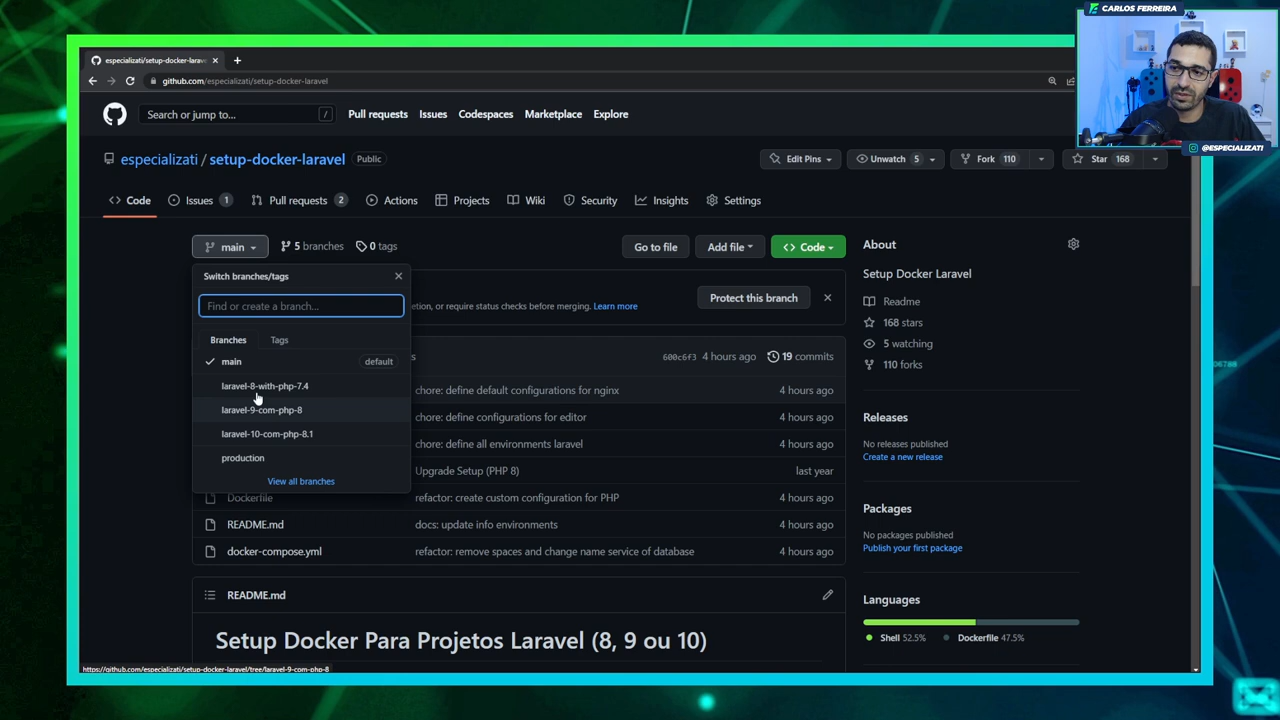 CARLOS FERREIRA
@ESPECIALIZATI
especializati/setup-docker-larav
github.com/especializati/setup-docker-laravel
Search or jump to... /
Pull requests
Issues
Codespaces
Marketplace
Explore
especializati / setup-docker-laravel Public
Edit Pins
Unwatch 5
Fork 110
Star 168
Code
Issues 1
Pull requests 2
Actions
Projects
Wiki
Security
Insights
Settings
main
5 branches
0 tags
Go to file
Add file
Code
Switch branches/tags
Find or create a branch...
Branches
Tags
main default
laravel-8-with-php-7.4
laravel-9-com-php-8
laravel-10-com-php-8.1
production
View all branches
etion, or require status checks before merging. Learn more
Protect this branch
s 600c6f3 4 hours ago 19 commits
chore: define default configurations for nginx 4 hours ago
chore: define configurations for editor 4 hours ago
chore: define all environments laravel 4 hours ago
Upgrade Setup (PHP 8) last year
Dockerfile refactor: create custom configuration for PHP 4 hours ago
README.md docs: update info environments 4 hours ago
docker-compose.yml refactor: remove spaces and change name service of database 4 hours ago
README.md
Setup Docker Para Projetos Laravel (8, 9 ou 10)
About
Setup Docker Laravel
Readme
168 stars
5 watching
110 forks
Releases
No releases published
Create a new release
Packages
No packages published
Publish your first package
Languages
Shell 52.5%
Dockerfile 47.5%
https://github.com/especializati/setup-docker-laravel/tree/laravel-9-com-php-8